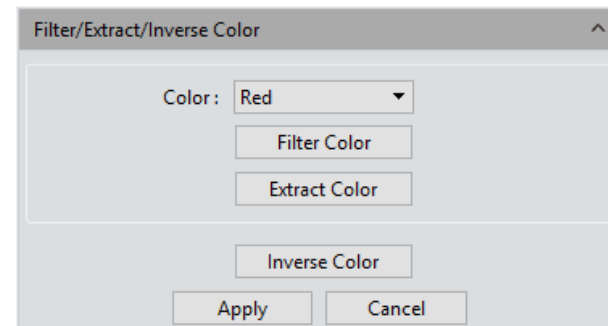 Filter/Extract/Inverse Color
Color: Red
Filter Color
Extract Color
Inverse Color
Apply Cancel